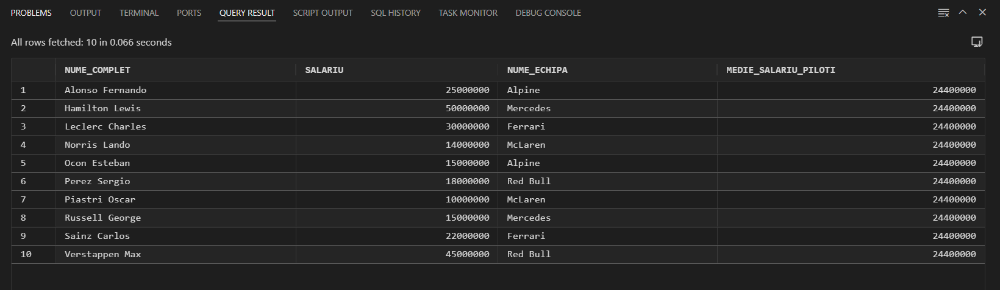 PROBLEMS OUTPUT TERMINAL PORTS QUERY RESULT SCRIPT OUTPUT SQL HISTORY TASK MONITOR DEBUG CONSOLE
All rows fetched: 10 in 0.066 seconds
NUME_COMPLET SALARIU NUME_ECHIPA MEDIE_SALARIU_PILOTI
1 Alonso Fernando 25000000 Alpine 24400000
2 Hamilton Lewis 50000000 Mercedes 24400000
3 Leclerc Charles 30000000 Ferrari 24400000
4 Norris Lando 14000000 McLaren 24400000
5 Ocon Esteban 15000000 Alpine 24400000
6 Perez Sergio 18000000 Red Bull 24400000
7 Piastri Oscar 10000000 McLaren 24400000
8 Russell George 15000000 Mercedes 24400000
9 Sainz Carlos 22000000 Ferrari 24400000
10 Verstappen Max 45000000 Red Bull 24400000